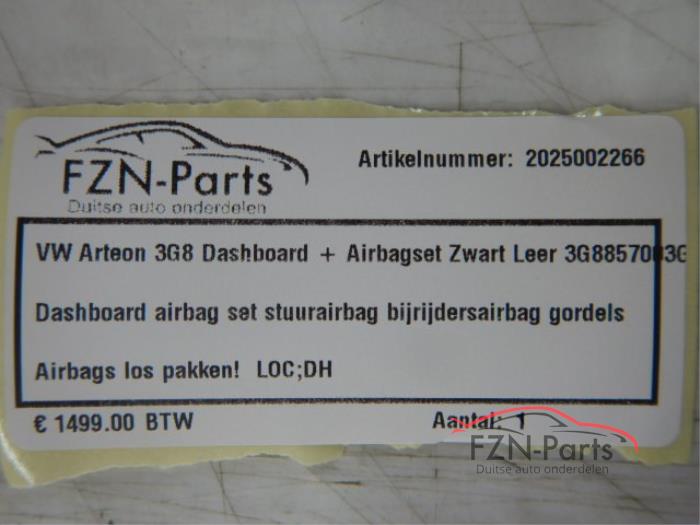 FZN-Parts
Duitse auto onderdelen
Artikelnummer: 2025002266
VW Arteon 3G8 Dashboard + Airbagset Zwart Leer
Dashboard airbag set stuurairbag bijrijdersairbag gordels
Airbags los pakken! LOC;DH
€ 1499.00 BTW
Aantal: 1
FZN-Parts
Duitse auto onderdelen